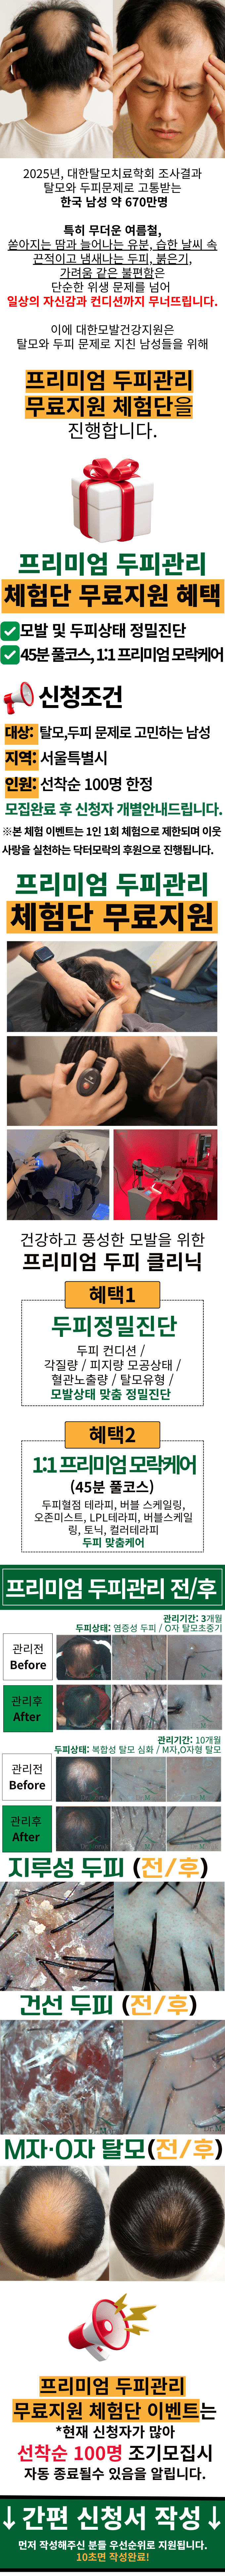 2025년, 대한탈모치료학회 조사결과
탈모와 두피문제로 고통받는
한국 남성 약 670만명
특히 무더운 여름철,
쏟아지는 땀과 늘어나는 유분, 습한 날씨 속
끈적이고 냄새나는 두피, 붉은기,
가려움 같은 불편함은
단순한 위생 문제를 넘어
일상의 자신감과 컨디션까지 무너뜨립니다.
이에 대한모발건강지원은
탈모와 두피 문제로 지친 남성들을 위해
프리미엄 두피관리
무료지원 체험단을
진행합니다.
프리미엄 두피관리
체험단 무료지원 혜택
모발 및 두피상태 정밀진단
45분 풀코스, 1:1 프리미엄 모락케어
신청조건
대상: 탈모,두피 문제로 고민하는 남성
지역: 서울특별시
인원: 선착순 100명 한정
모집완료 후 신청자 개별안내드립니다.
※본 체험 이벤트는 1인 1회 체험으로 제한되며 이웃
사랑을 실천하는 닥터모락의 후원으로 진행됩니다.
프리미엄 두피관리
체험단 무료지원
건강하고 풍성한 모발을 위한
프리미엄 두피 클리닉
혜택1
두피정밀진단
두피 컨디션 /
각질량 / 피지량 모공상태 /
혈관노출량 / 탈모유형 /
모발상태 맞춤 정밀진단
혜택2
1:1 프리미엄 모락케어
(45분 풀코스)
두피혈점 테라피, 버블 스케일링,
오존미스트, LPL테라피, 버블스케일
링, 토닉, 컬러테라피
두피 맞춤케어
프리미엄 두피관리 전/후
관리기간: 3개월
두피상태: 염증성 두피 / O자 탈모초중기
관리전
Before
관리후
After
관리기간: 10개월
두피상태: 복합성 탈모 심화 / M자,O자형 탈모
관리전
Before
관리후
After
지루성 두피 (전/후)
건선 두피 (전/후)
M자·O자 탈모(전/후)
프리미엄 두피관리
무료지원 체험단 이벤트는
*현재 신청자가 많아
선착순 100명 조기모집시
자동 종료될수 있음을 알립니다.
↓간편 신청서 작성↓
먼저 작성해주신 분들 우선순위로 지원됩니다.
10초면 작성완료!